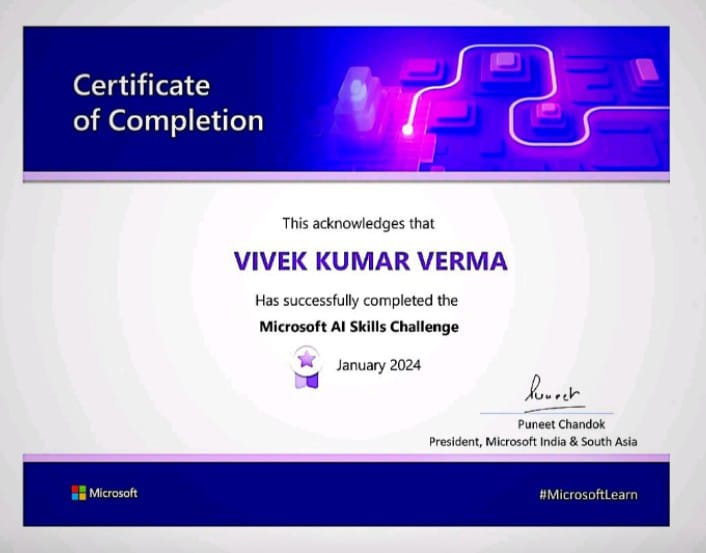 Certificate
of Completion
This acknowledges that
VIVEK KUMAR VERMA
Has successfully completed the
Microsoft AI Skills Challenge
January 2024
Puneet
Puneet Chandok
President, Microsoft India & South Asia
Microsoft
#MicrosoftLearn